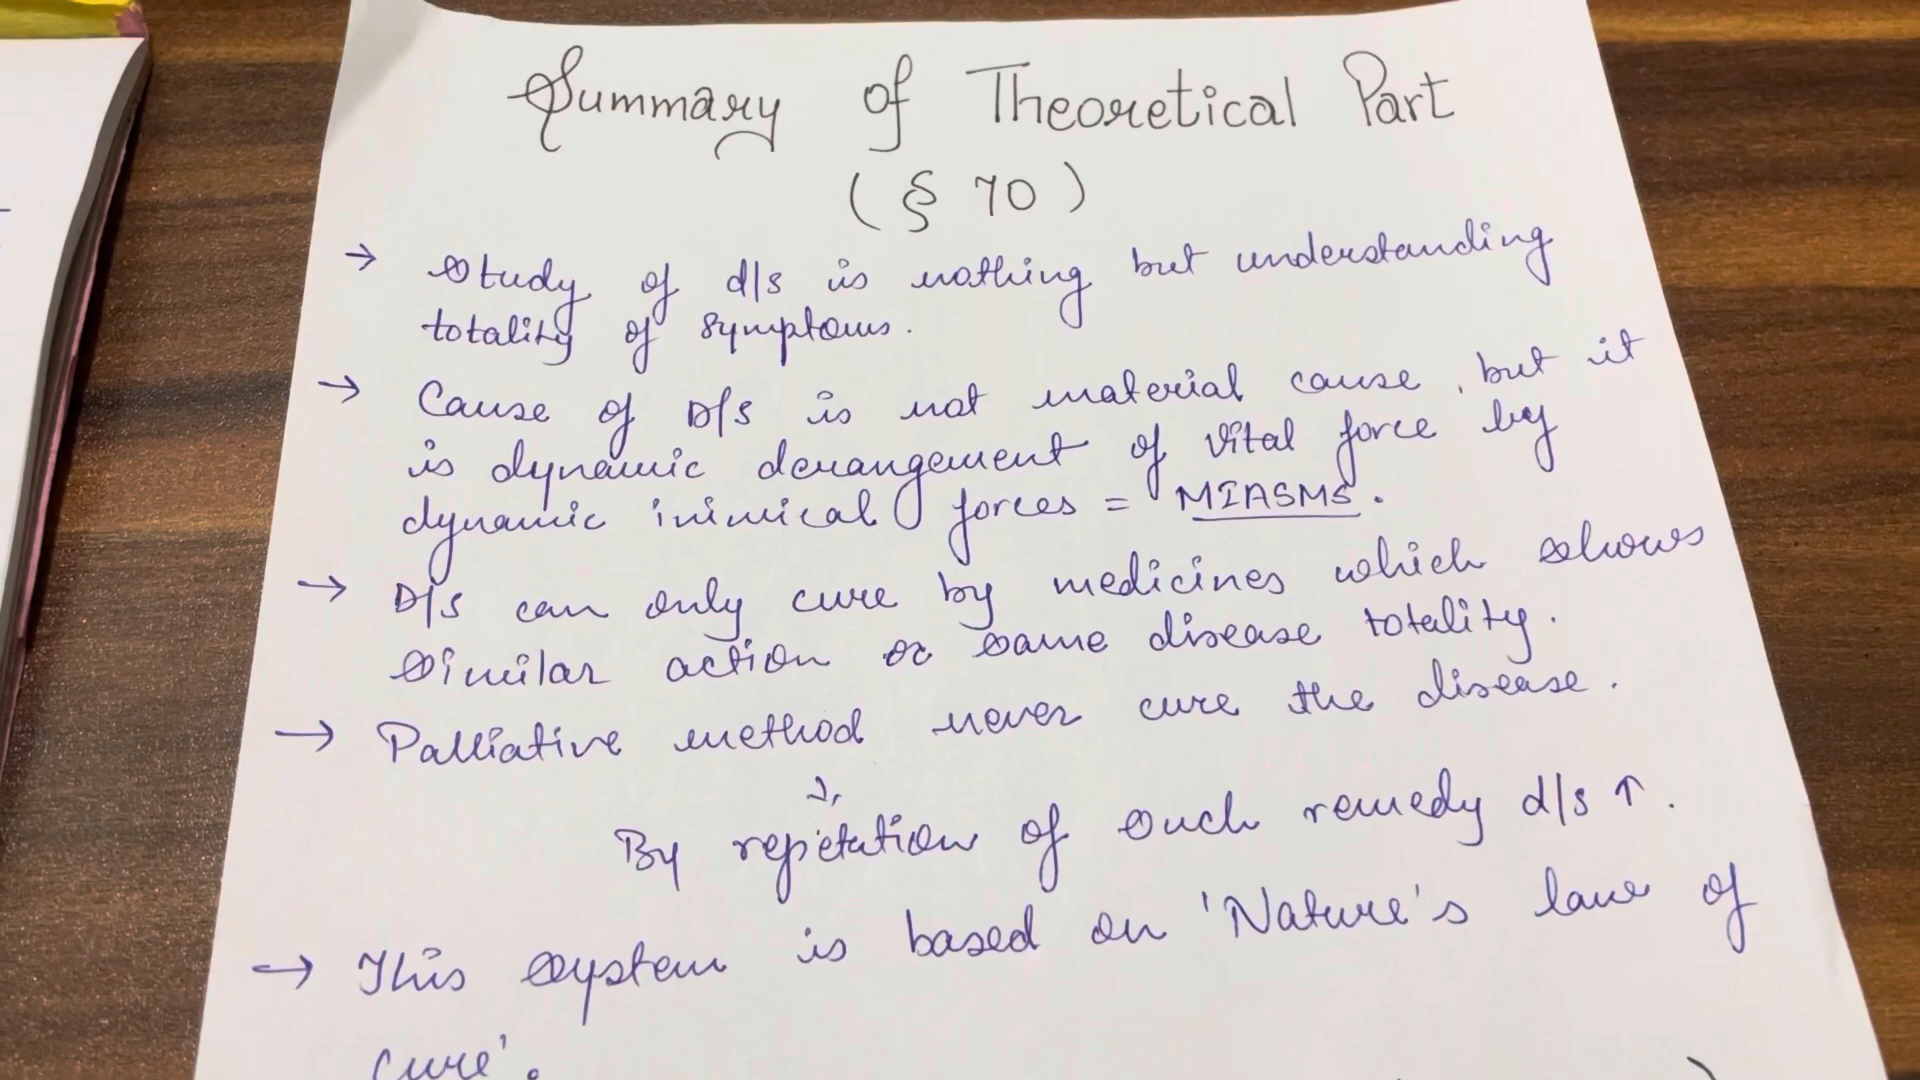 Summary of Theoretical Part
(§ 70)
→ Study of d/s is nothing but understanding
totality of symptoms.
→ Cause of D/s is not material cause, but it
is dynamic derangement of vital force by
dynamic inimical forces = MIASMS.
→ D/s can only cure by medicines which shows
similar action or same disease totality.
→ Palliative method never cure the disease.
By repetation of such remedy d/s ↑.
→ This system is based on 'Nature's law of
cure'.